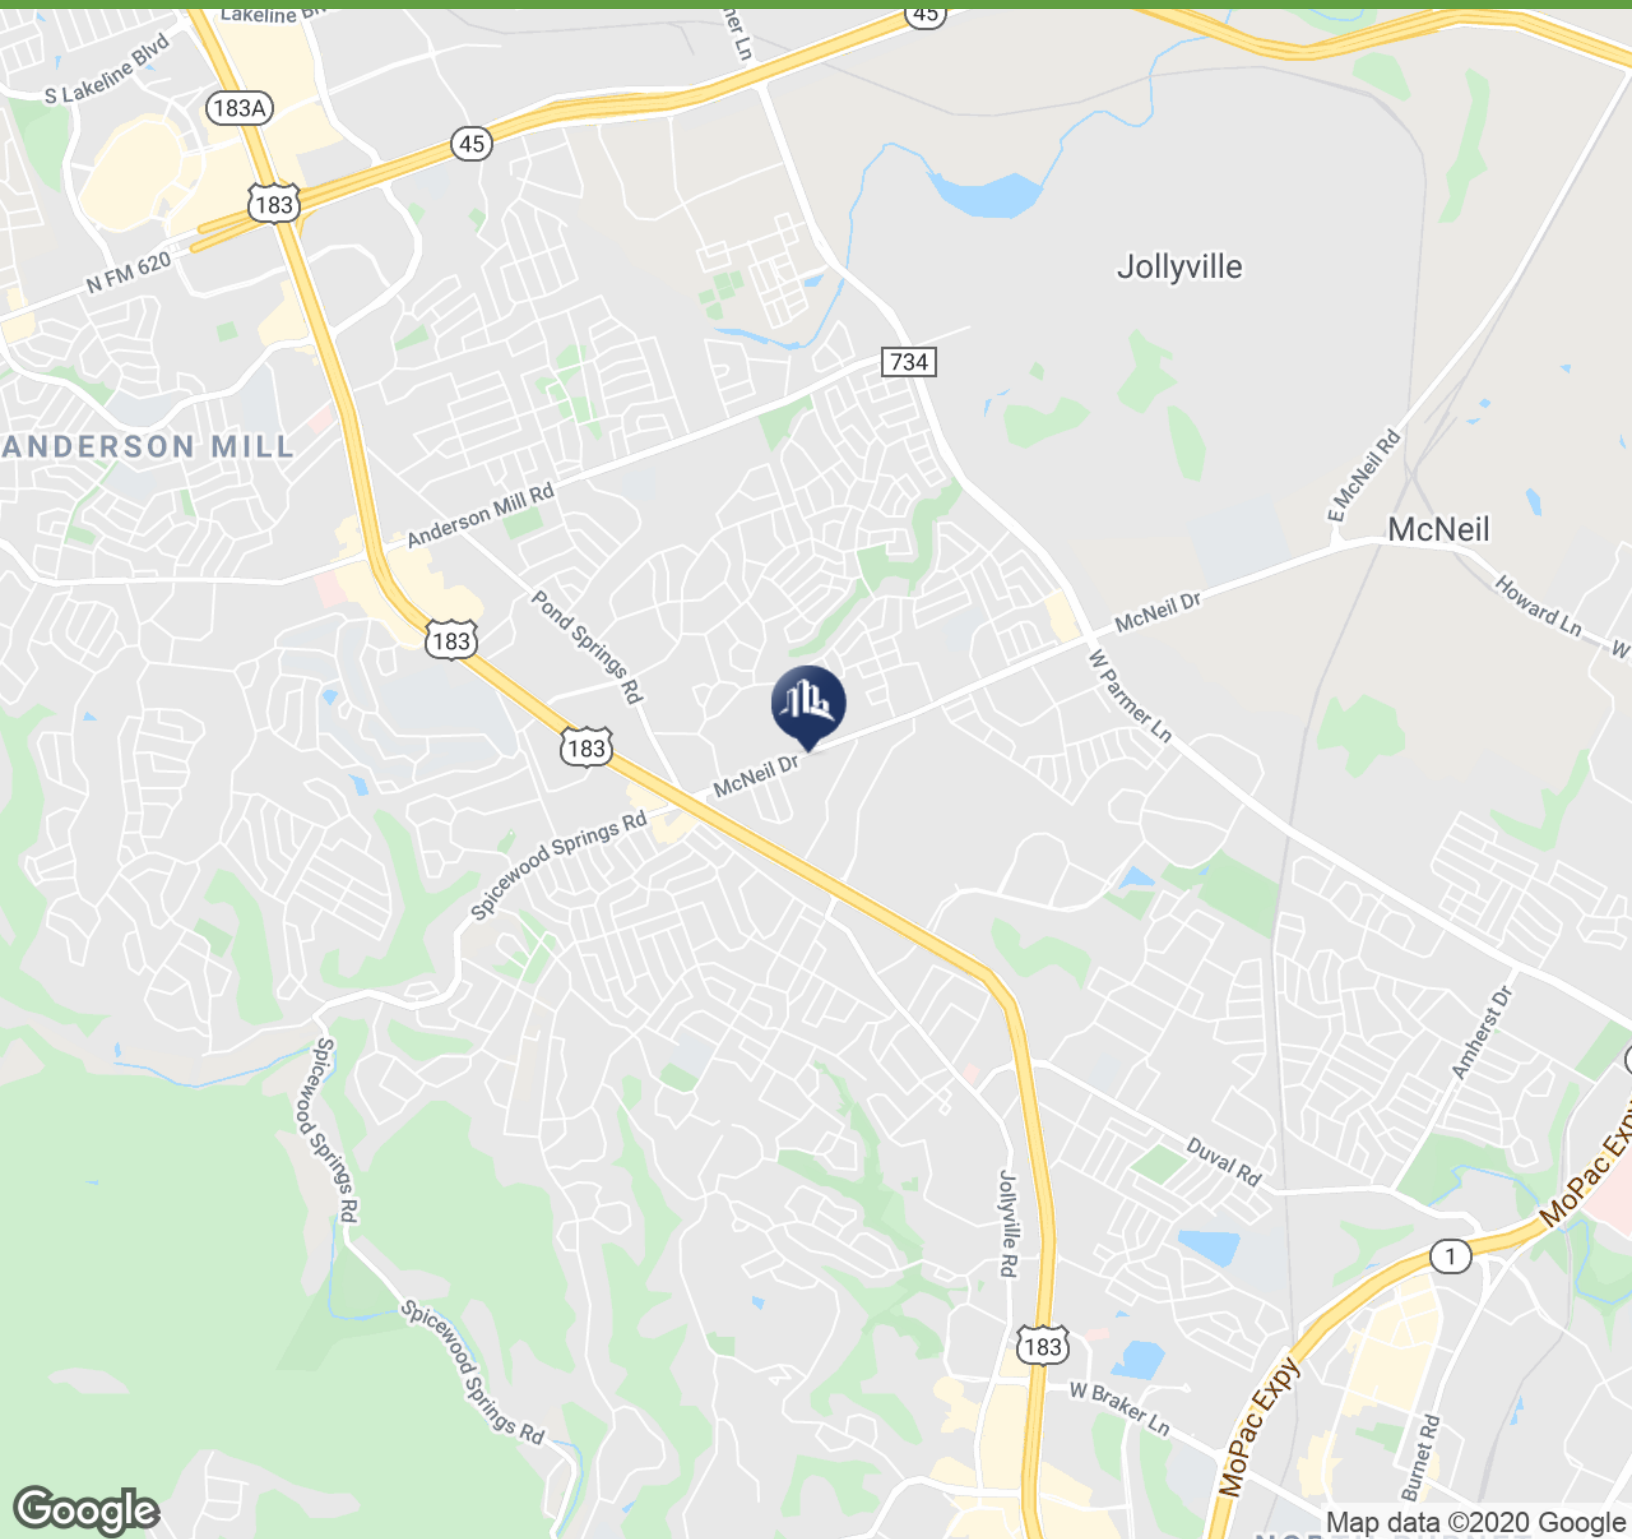 Lakeline Blvd
45
S Lakeline Blvd
183A
45
183
N FM 620
Jollyville
734
ANDERSON MILL
E McNeil Rd
Anderson Mill Rd
McNeil
Pond Springs Rd
McNeil Dr
Howard Ln
W
183
W Parmer Ln
183
McNeil Dr
Spicewood Springs Rd
Amherst Dr
Spicewood Springs Rd
Duval Rd
MoPac Expy
Jollyville Rd
1
Spicewood Springs Rd
183
W Braker Ln
MoPac Expy
Burnet Rd
Google
Map data ©2020 Google